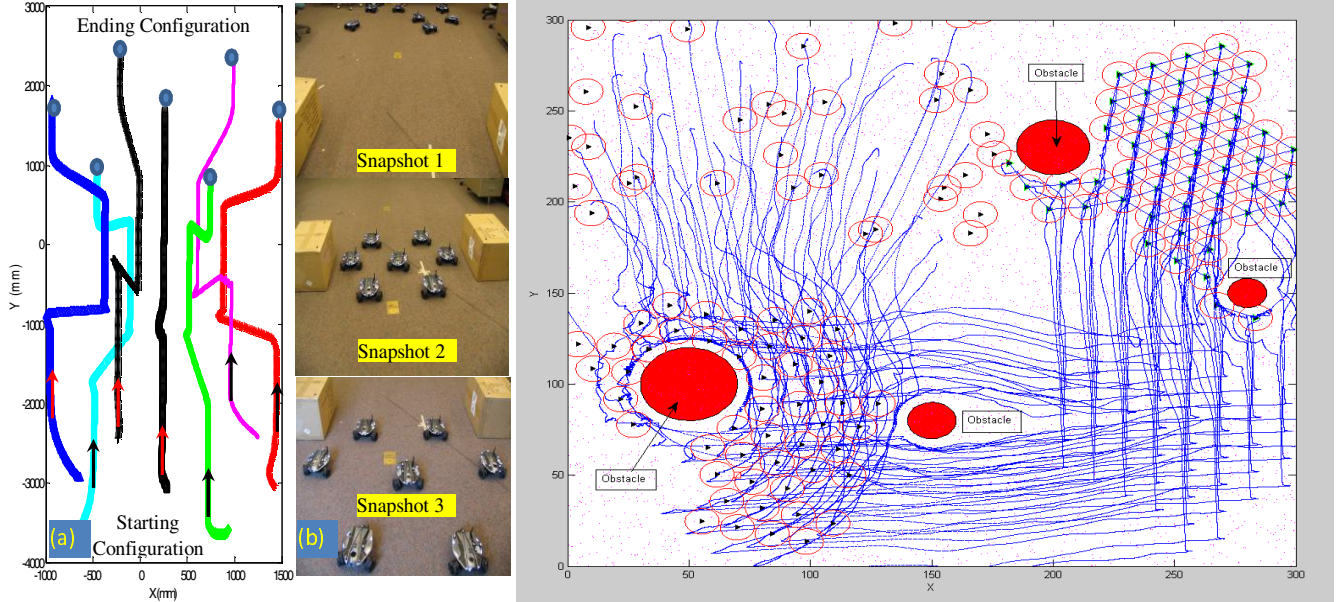 3000
2000
1000
0
-1000
-2000
-3000
-4000
Y (mm)
Ending Configuration
Starting
Configuration
(a)
-1000
-500
0
500
1000
1500
X(mm)
Snapshot 1
Snapshot 2
Snapshot 3
(b)
300
250
200
150
100
50
0
Y
Obstacle
Obstacle
Obstacle
Obstacle
0
50
100
150
200
250
300
X